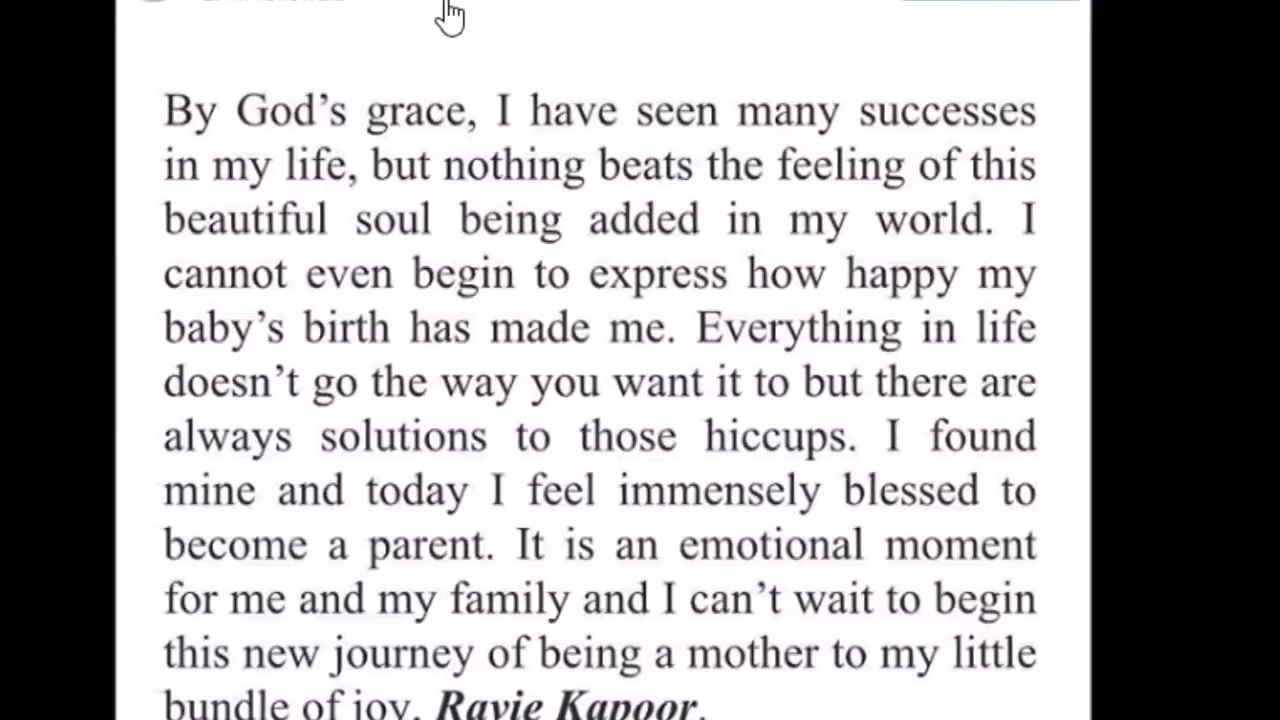 By God’s grace, I have seen many successes
in my life, but nothing beats the feeling of this
beautiful soul being added in my world. I
cannot even begin to express how happy my
baby’s birth has made me. Everything in life
doesn’t go the way you want it to but there are
always solutions to those hiccups. I found
mine and today I feel immensely blessed to
become a parent. It is an emotional moment
for me and my family and I can’t wait to begin
this new journey of being a mother to my little
bundle of joy. Ravie Kapoor.